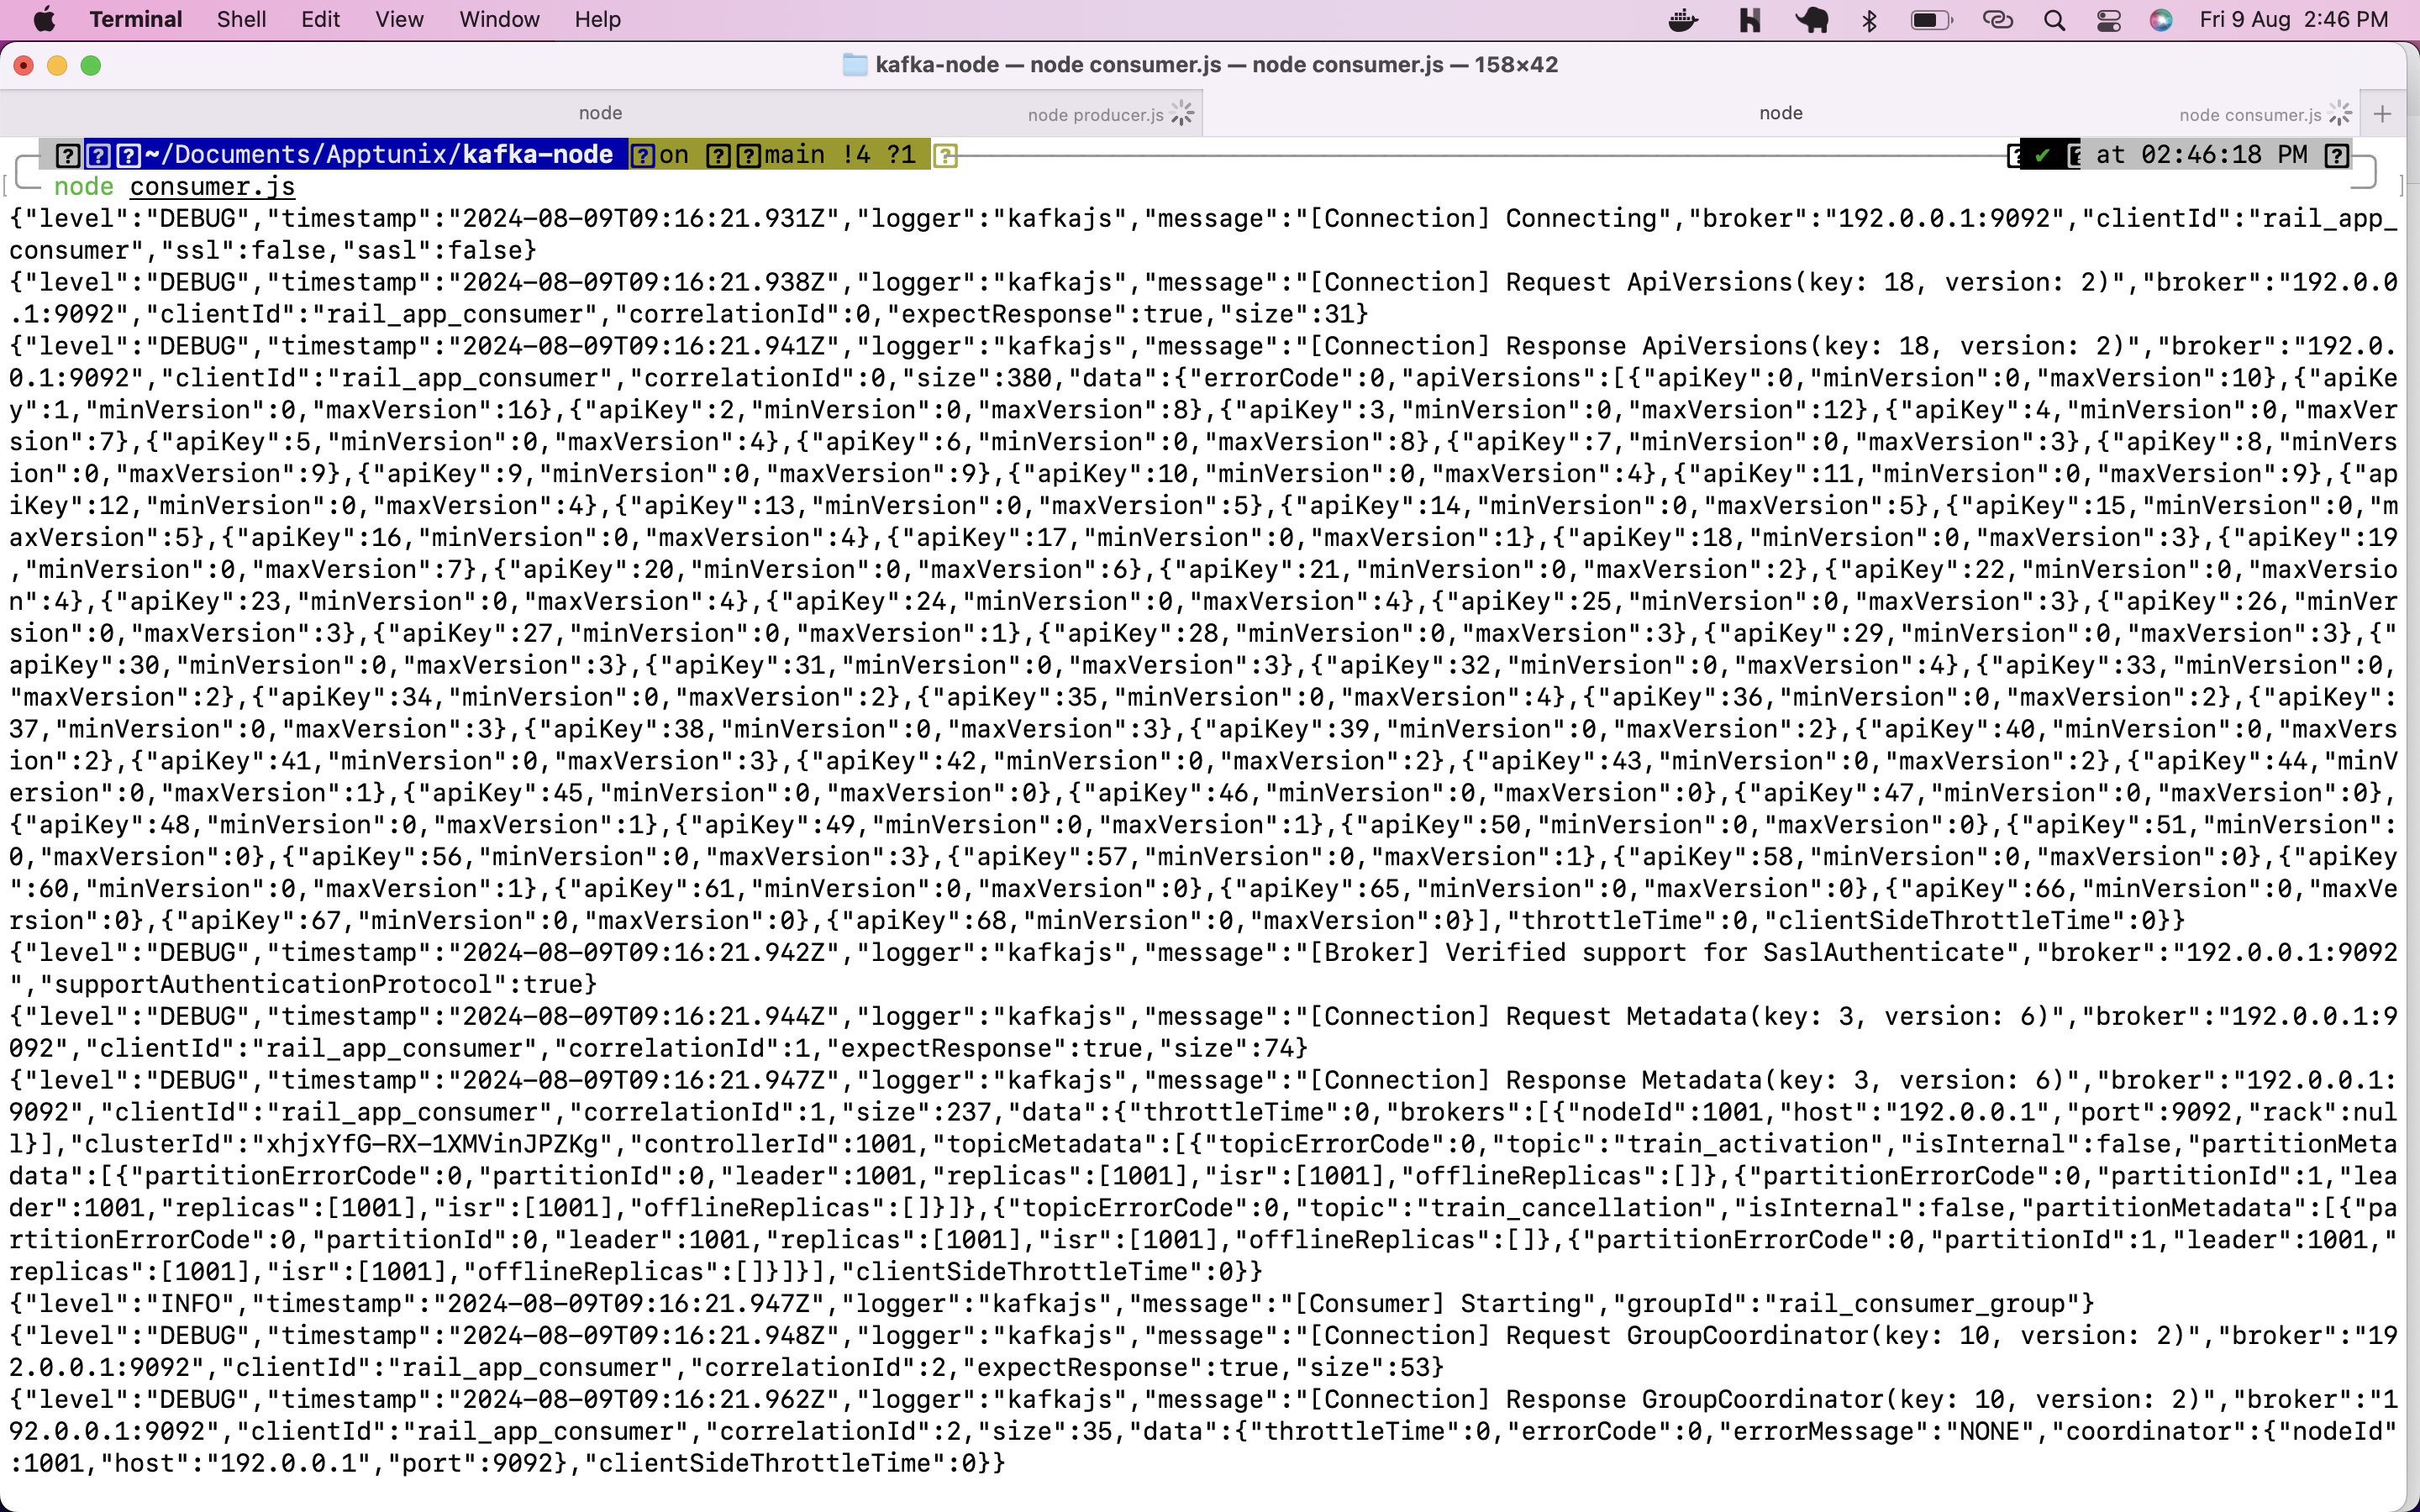 Terminal Shell Edit View Window Help Fri 9 Aug 2:46 PM
kafka-node — node consumer.js — node consumer.js — 158×42
node node producer.js node node consumer.js
~/Documents/Apptunix/kafka-node on main !4 ?1 ✔ at 02:46:18 PM
node consumer.js
{"level":"DEBUG","timestamp":"2024-08-09T09:16:21.931Z","logger":"kafkajs","message":"[Connection] Connecting","broker":"192.0.0.1:9092","clientId":"rail_app_
consumer","ssl":false,"sasl":false}
{"level":"DEBUG","timestamp":"2024-08-09T09:16:21.938Z","logger":"kafkajs","message":"[Connection] Request ApiVersions(key: 18, version: 2)","broker":"192.0.0
.1:9092","clientId":"rail_app_consumer","correlationId":0,"expectResponse":true,"size":31}
{"level":"DEBUG","timestamp":"2024-08-09T09:16:21.941Z","logger":"kafkajs","message":"[Connection] Response ApiVersions(key: 18, version: 2)","broker":"192.0.
0.1:9092","clientId":"rail_app_consumer","correlationId":0,"size":380,"data":{"errorCode":0,"apiVersions":[{"apiKey":0,"minVersion":0,"maxVersion":10},{"apiKe
y":1,"minVersion":0,"maxVersion":16},{"apiKey":2,"minVersion":0,"maxVersion":8},{"apiKey":3,"minVersion":0,"maxVersion":12},{"apiKey":4,"minVersion":0,"maxVer
sion":7},{"apiKey":5,"minVersion":0,"maxVersion":4},{"apiKey":6,"minVersion":0,"maxVersion":8},{"apiKey":7,"minVersion":0,"maxVersion":3},{"apiKey":8,"minVers
ion":0,"maxVersion":9},{"apiKey":9,"minVersion":0,"maxVersion":9},{"apiKey":10,"minVersion":0,"maxVersion":4},{"apiKey":11,"minVersion":0,"maxVersion":9},{"ap
iKey":12,"minVersion":0,"maxVersion":4},{"apiKey":13,"minVersion":0,"maxVersion":5},{"apiKey":14,"minVersion":0,"maxVersion":5},{"apiKey":15,"minVersion":0,"m
axVersion":5},{"apiKey":16,"minVersion":0,"maxVersion":4},{"apiKey":17,"minVersion":0,"maxVersion":1},{"apiKey":18,"minVersion":0,"maxVersion":3},{"apiKey":19
,"minVersion":0,"maxVersion":7},{"apiKey":20,"minVersion":0,"maxVersion":6},{"apiKey":21,"minVersion":0,"maxVersion":2},{"apiKey":22,"minVersion":0,"maxVersio
n":4},{"apiKey":23,"minVersion":0,"maxVersion":4},{"apiKey":24,"minVersion":0,"maxVersion":4},{"apiKey":25,"minVersion":0,"maxVersion":3},{"apiKey":26,"minVer
sion":0,"maxVersion":3},{"apiKey":27,"minVersion":0,"maxVersion":1},{"apiKey":28,"minVersion":0,"maxVersion":3},{"apiKey":29,"minVersion":0,"maxVersion":3},{"
apiKey":30,"minVersion":0,"maxVersion":3},{"apiKey":31,"minVersion":0,"maxVersion":3},{"apiKey":32,"minVersion":0,"maxVersion":4},{"apiKey":33,"minVersion":0,
"maxVersion":2},{"apiKey":34,"minVersion":0,"maxVersion":2},{"apiKey":35,"minVersion":0,"maxVersion":4},{"apiKey":36,"minVersion":0,"maxVersion":2},{"apiKey":
37,"minVersion":0,"maxVersion":3},{"apiKey":38,"minVersion":0,"maxVersion":3},{"apiKey":39,"minVersion":0,"maxVersion":2},{"apiKey":40,"minVersion":0,"maxVers
ion":2},{"apiKey":41,"minVersion":0,"maxVersion":3},{"apiKey":42,"minVersion":0,"maxVersion":2},{"apiKey":43,"minVersion":0,"maxVersion":2},{"apiKey":44,"minV
ersion":0,"maxVersion":1},{"apiKey":45,"minVersion":0,"maxVersion":0},{"apiKey":46,"minVersion":0,"maxVersion":0},{"apiKey":47,"minVersion":0,"maxVersion":0},
{"apiKey":48,"minVersion":0,"maxVersion":1},{"apiKey":49,"minVersion":0,"maxVersion":1},{"apiKey":50,"minVersion":0,"maxVersion":0},{"apiKey":51,"minVersion":
0,"maxVersion":0},{"apiKey":56,"minVersion":0,"maxVersion":3},{"apiKey":57,"minVersion":0,"maxVersion":1},{"apiKey":58,"minVersion":0,"maxVersion":0},{"apiKey
":60,"minVersion":0,"maxVersion":1},{"apiKey":61,"minVersion":0,"maxVersion":0},{"apiKey":65,"minVersion":0,"maxVersion":0},{"apiKey":66,"minVersion":0,"maxVe
rsion":0},{"apiKey":67,"minVersion":0,"maxVersion":0},{"apiKey":68,"minVersion":0,"maxVersion":0}],"throttleTime":0,"clientSideThrottleTime":0}}
{"level":"DEBUG","timestamp":"2024-08-09T09:16:21.942Z","logger":"kafkajs","message":"[Broker] Verified support for SaslAuthenticate","broker":"192.0.0.1:9092
","supportAuthenticationProtocol":true}
{"level":"DEBUG","timestamp":"2024-08-09T09:16:21.944Z","logger":"kafkajs","message":"[Connection] Request Metadata(key: 3, version: 6)","broker":"192.0.0.1:9
092","clientId":"rail_app_consumer","correlationId":1,"expectResponse":true,"size":74}
{"level":"DEBUG","timestamp":"2024-08-09T09:16:21.947Z","logger":"kafkajs","message":"[Connection] Response Metadata(key: 3, version: 6)","broker":"192.0.0.1:
9092","clientId":"rail_app_consumer","correlationId":1,"size":237,"data":{"throttleTime":0,"brokers":[{"nodeId":1001,"host":"192.0.0.1","port":9092,"rack":nul
l}],"clusterId":"xhjxYfG-RX-1XMVinJPZKg","controllerId":1001,"topicMetadata":[{"topicErrorCode":0,"topic":"train_activation","isInternal":false,"partitionMeta
data":[{"partitionErrorCode":0,"partitionId":0,"leader":1001,"replicas":[1001],"isr":[1001],"offlineReplicas":[]},{"partitionErrorCode":0,"partitionId":1,"lea
der":1001,"replicas":[1001],"isr":[1001],"offlineReplicas":[]}]},{"topicErrorCode":0,"topic":"train_cancellation","isInternal":false,"partitionMetadata":[{"pa
rtitionErrorCode":0,"partitionId":0,"leader":1001,"replicas":[1001],"isr":[1001],"offlineReplicas":[]},{"partitionErrorCode":0,"partitionId":1,"leader":1001,"
replicas":[1001],"isr":[1001],"offlineReplicas":[]}]}],"clientSideThrottleTime":0}}
{"level":"INFO","timestamp":"2024-08-09T09:16:21.947Z","logger":"kafkajs","message":"[Consumer] Starting","groupId":"rail_consumer_group"}
{"level":"DEBUG","timestamp":"2024-08-09T09:16:21.948Z","logger":"kafkajs","message":"[Connection] Request GroupCoordinator(key: 10, version: 2)","broker":"19
2.0.0.1:9092","clientId":"rail_app_consumer","correlationId":2,"expectResponse":true,"size":53}
{"level":"DEBUG","timestamp":"2024-08-09T09:16:21.962Z","logger":"kafkajs","message":"[Connection] Response GroupCoordinator(key: 10, version: 2)","broker":"1
92.0.0.1:9092","clientId":"rail_app_consumer","correlationId":2,"size":35,"data":{"throttleTime":0,"errorCode":0,"errorMessage":"NONE","coordinator":{"nodeId"
:1001,"host":"192.0.0.1","port":9092},"clientSideThrottleTime":0}}